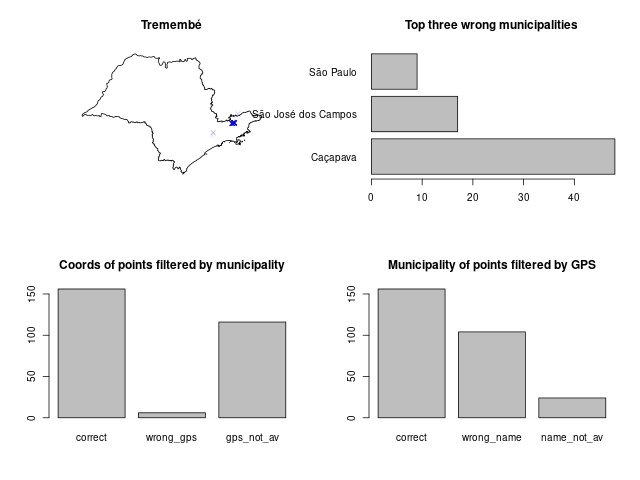 Tremembé
Top three wrong municipalities
São Paulo
São José dos Campos
Caçapava
0 10 20 30 40
Coords of points filtered by municipality
150
100
50
0
correct wrong_gps gps_not_av
Municipality of points filtered by GPS
150
100
50
0
correct wrong_name name_not_av